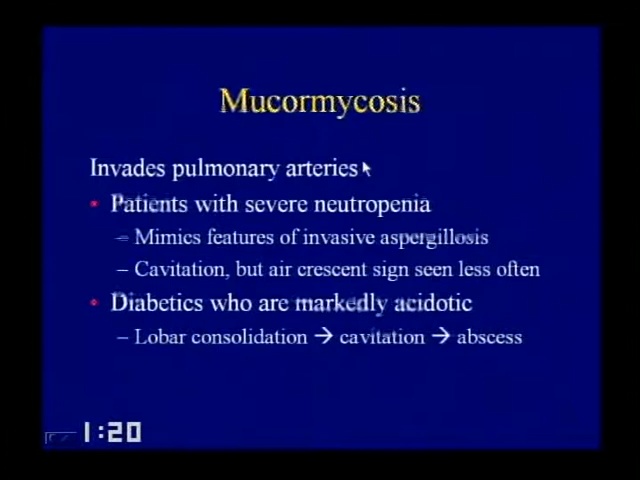 Mucormycosis
Invades pulmonary arteries
• Patients with severe neutropenia
– Mimics features of invasive aspergillosis
– Cavitation, but air crescent sign seen less often
• Diabetics who are markedly acidotic
– Lobar consolidation → cavitation → abscess
1:20